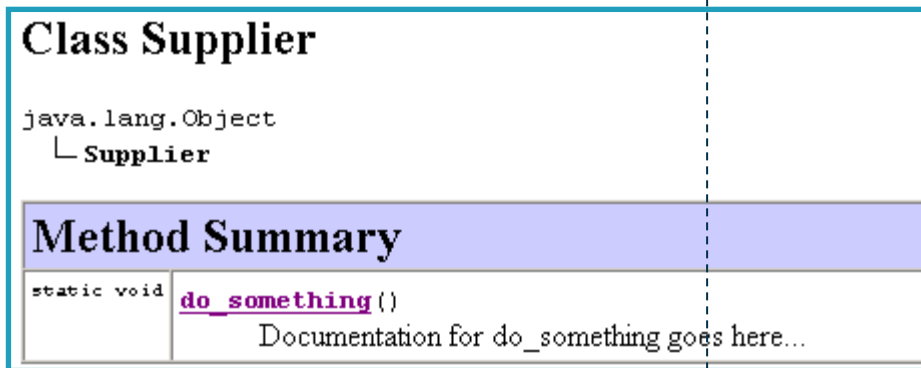 Class Supplier
java.lang.Object
Supplier
Method Summary
static void do_something()
Documentation for do_something goes here...